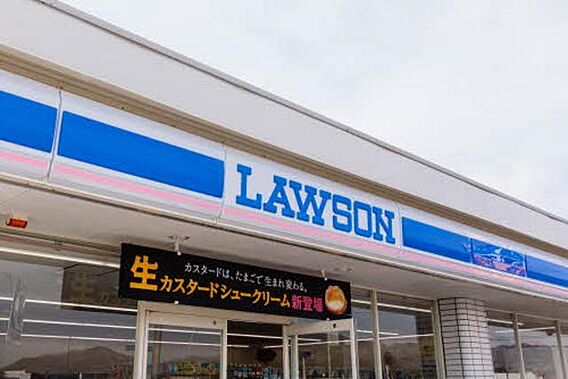 LAWSON
カスタードは、たまごで生まれ変わる。
生カスタードシュークリーム新登場